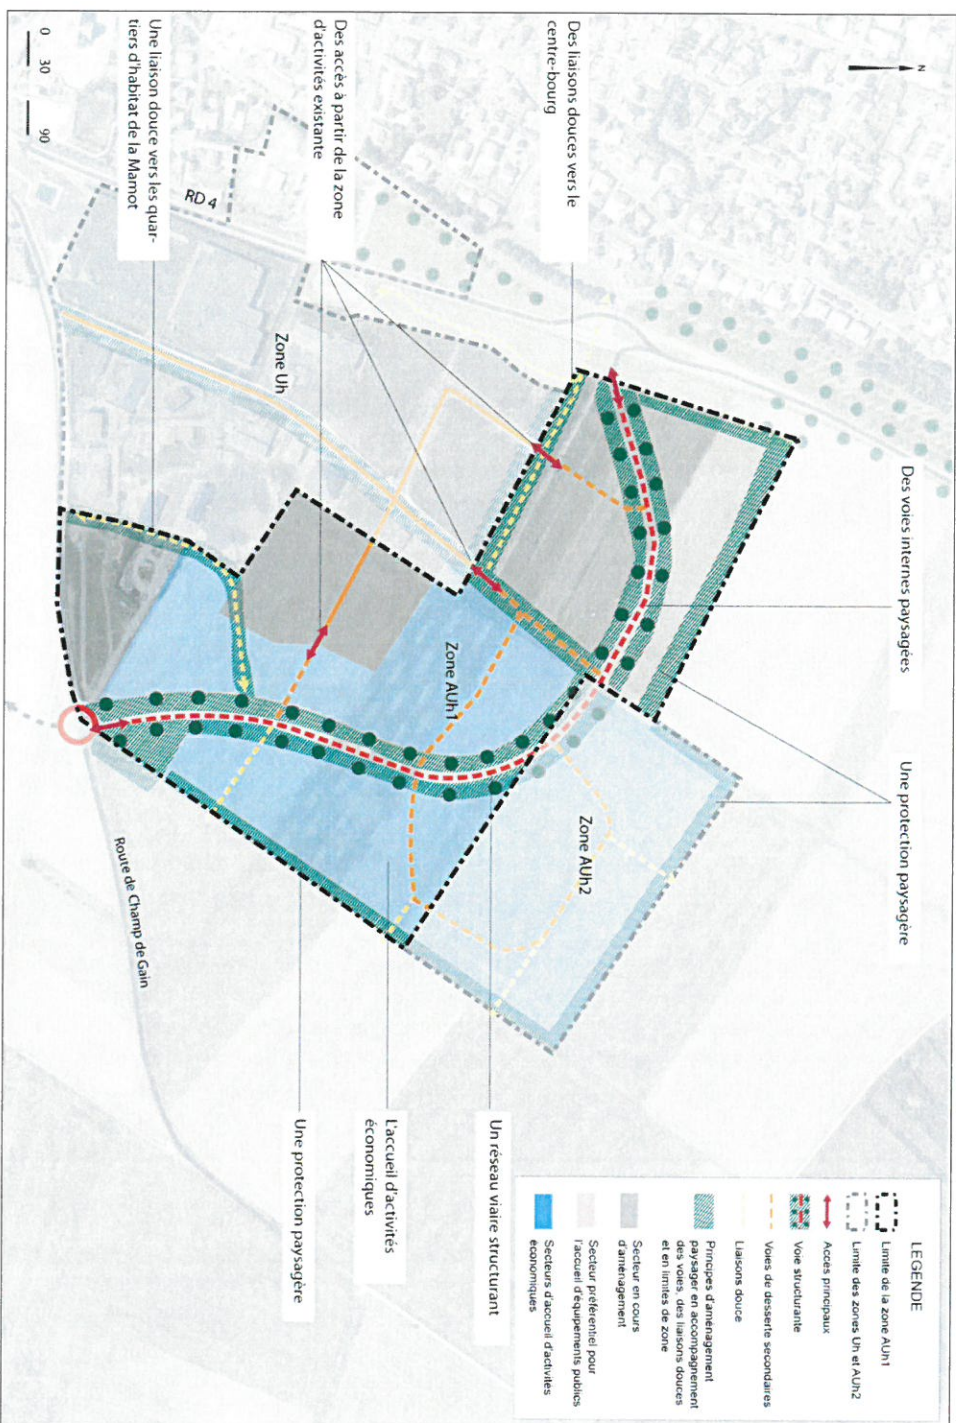 N
0 30 90
Des liaisons douces vers le
centre-bourg
Des accès à partir de la zone
d'activités existante
Une liaison douce vers les quar-
tiers d'habitat de la Mamot
RD 4
Zone Uh
Zone AUh1
Zone AUh2
Route de Champ de Gain
Des voies internes paysagées
Une protection paysagère
Un réseau viaire structurant
L'accueil d'activités
économiques
Une protection paysagère
LEGENDE
Limite de la zone AUh1
Limite des zones Uh et AUh2
Accès principaux
Voie structurante
Voies de desserte secondaires
Liaisons douce
Principes d'aménagement
paysager en accompagnement
des voies, des liaisons douces
et en limites de zone
Secteur en cours
d'aménagement
Secteur préférentiel pour
l'accueil d'équipements publics
Secteurs d'accueil d'activités
économiques